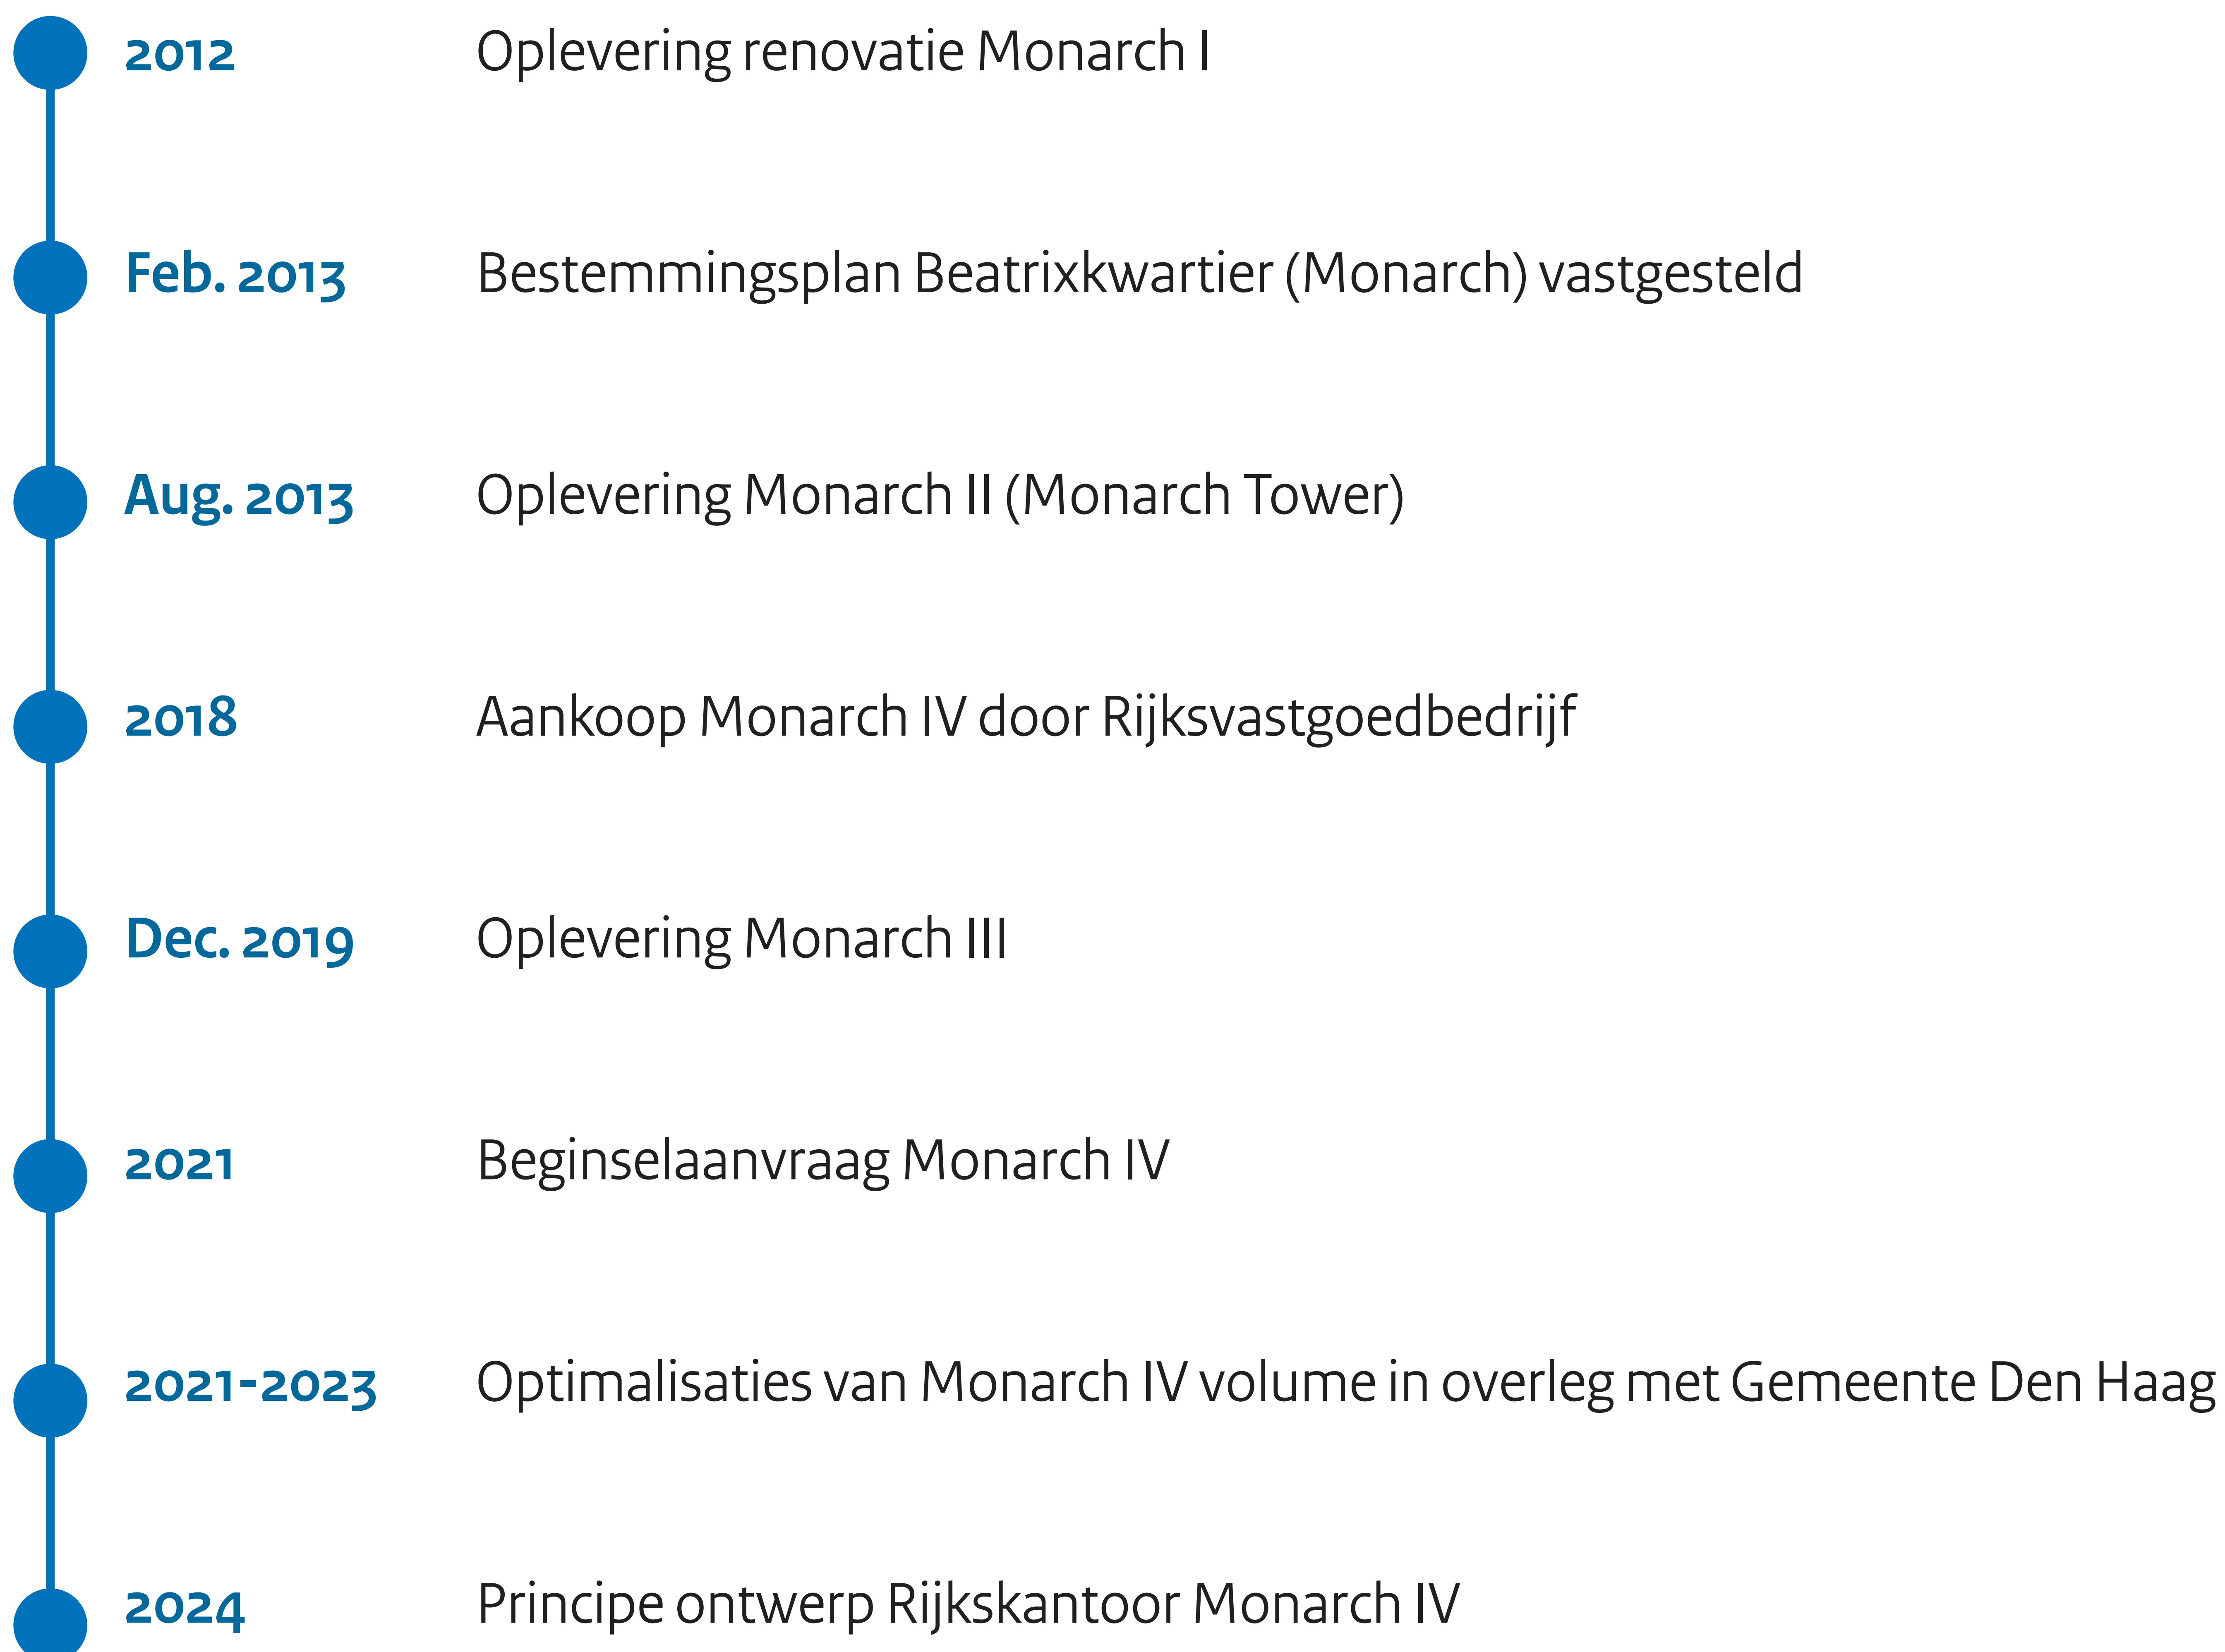 2012 Oplevering renovatie Monarch I
Feb. 2013 Bestemmingsplan Beatrixkwartier (Monarch) vastgesteld
Aug. 2013 Oplevering Monarch II (Monarch Tower)
2018 Aankoop Monarch IV door Rijksvastgoedbedrijf
Dec. 2019 Oplevering Monarch III
2021 Beginselaanvraag Monarch IV
2021-2023 Optimalisaties van Monarch IV volume in overleg met Gemeente Den Haag
2024 Principe ontwerp Rijkskantoor Monarch IV